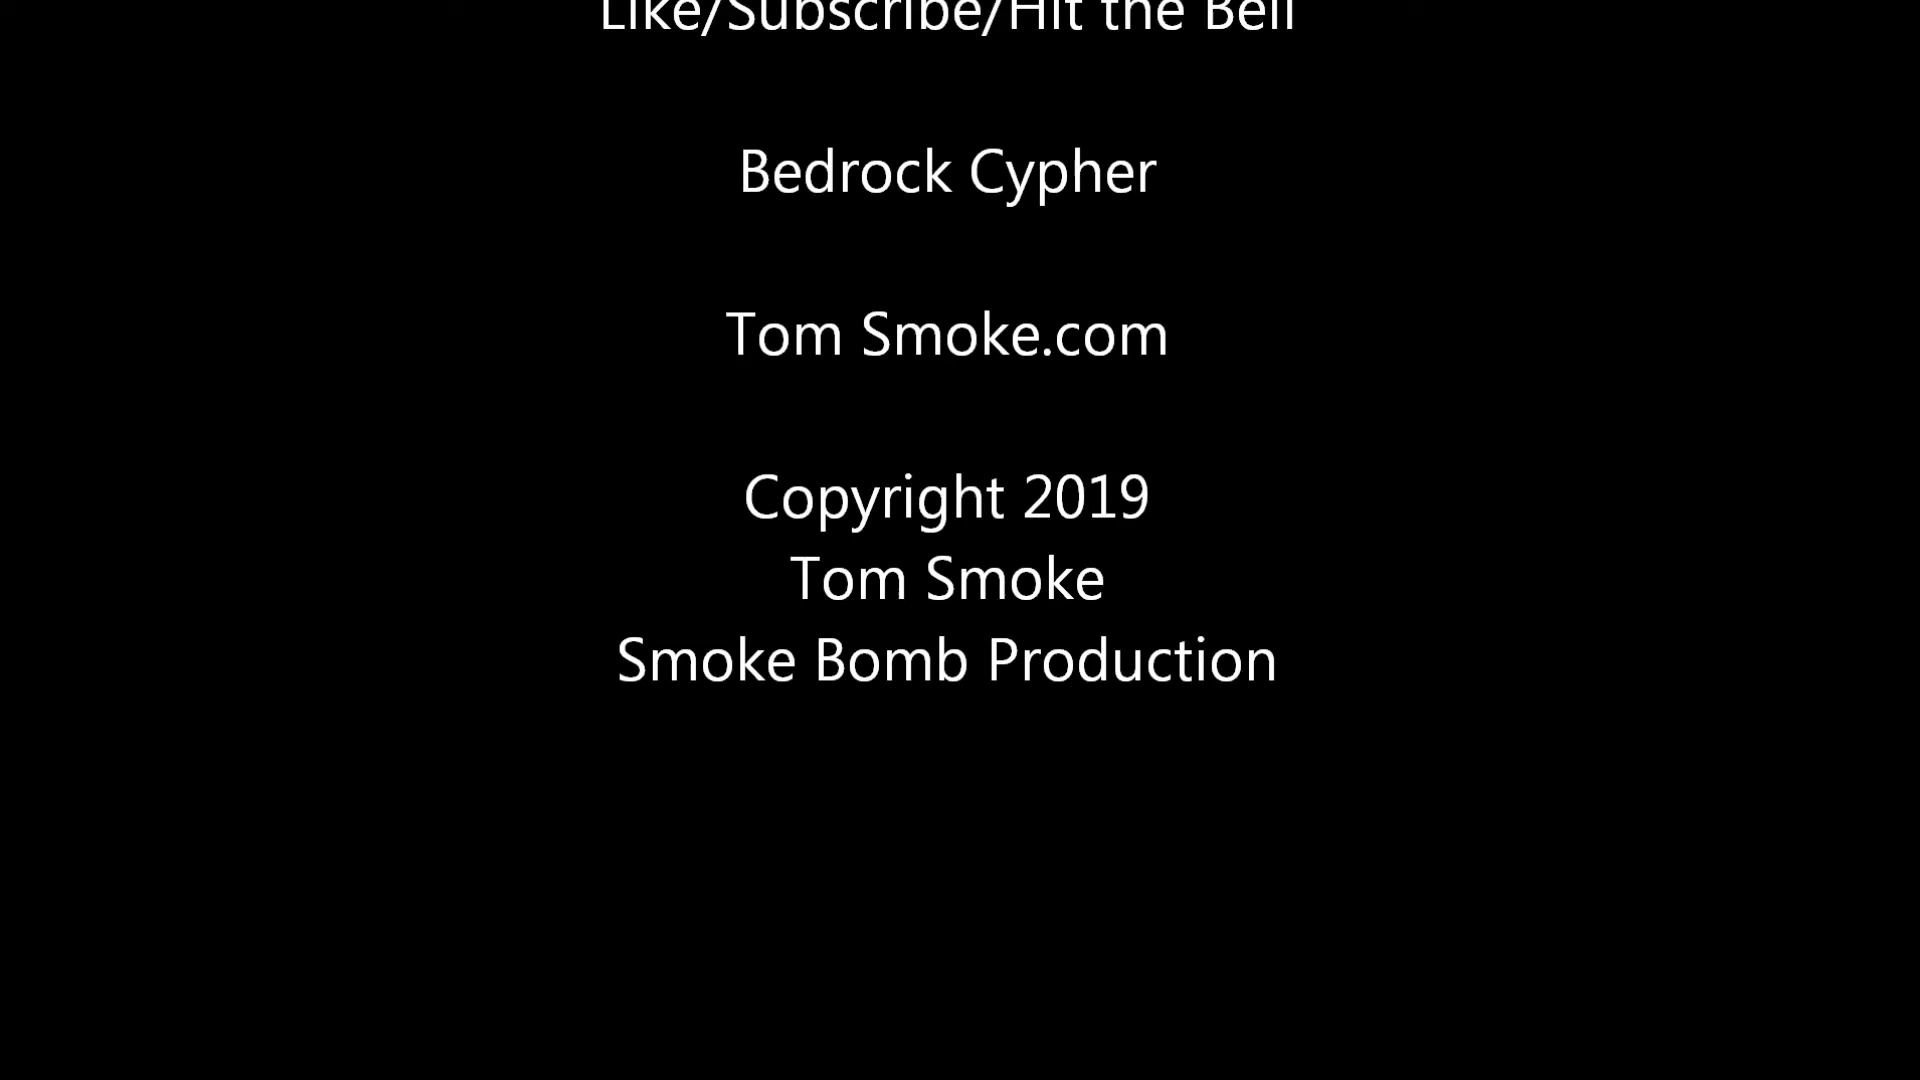 Like/Subscribe/Hit the Bell
Bedrock Cypher
Tom Smoke.com
Copyright 2019
Tom Smoke
Smoke Bomb Production